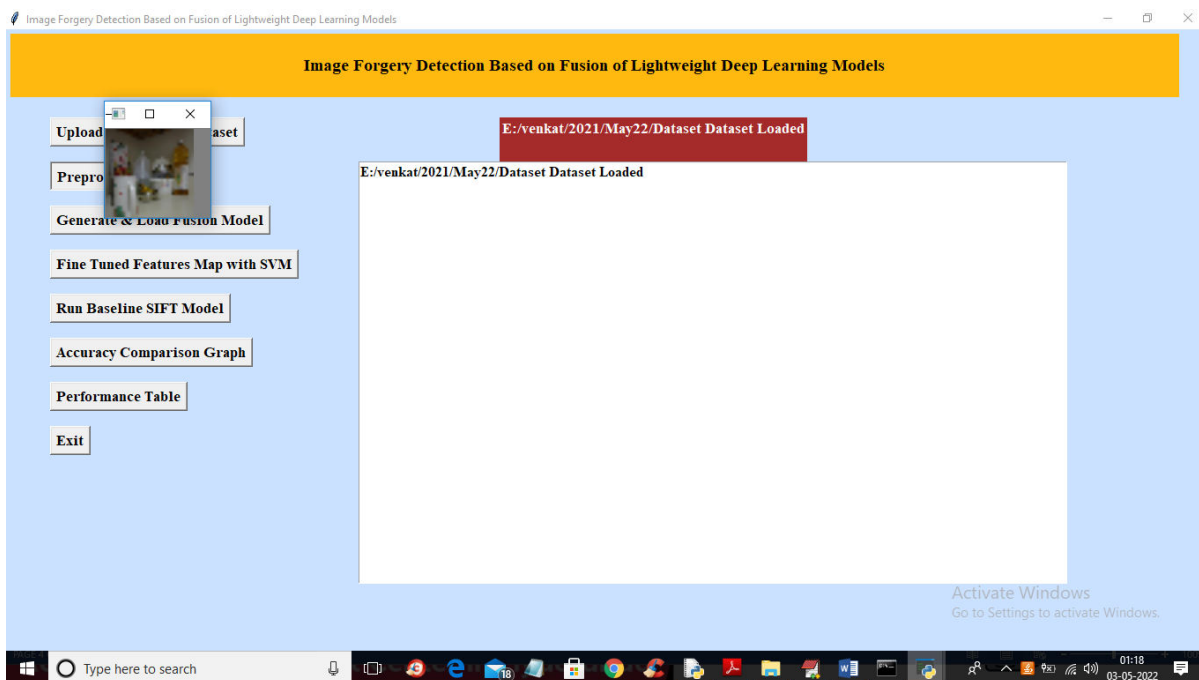 Image Forgery Detection Based on Fusion of Lightweight Deep Learning Models
Image Forgery Detection Based on Fusion of Lightweight Deep Learning Models
Upload
aset
E:/venkat/2021/May22/Dataset Dataset Loaded
Prepro
E:/venkat/2021/May22/Dataset Dataset Loaded
Generate & Load Fusion Model
Fine Tuned Features Map with SVM
Run Baseline SIFT Model
Accuracy Comparison Graph
Performance Table
Exit
Activate Windows
Go to Settings to activate Windows.
Type here to search
18
01:18
03-05-2022